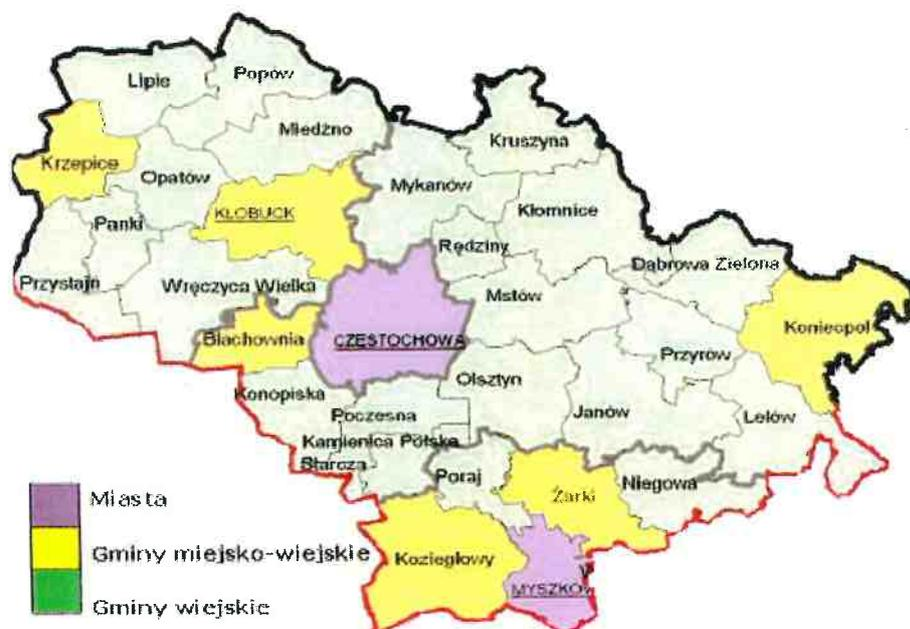 Lipie
Popów
Miedźno
Kruszyna
Krzepice
Opatów
Mykanów
KŁOBUCK
Kłomnice
Panki
Rędziny
Dąbrowa Zielona
Przystajń
Wręczyca Wielka
Mstów
Koniecpol
Blachownia
CZĘSTOCHOWA
Przyrów
Konopiska
Olsztyn
Poczesna
Janów
Lelów
Kamienica Polska
Starcza
Poraj
Żarki
Niegowa
Koziegłowy
MYSZKÓW
Miasta
Gminy miejsko-wiejskie
Gminy wiejskie